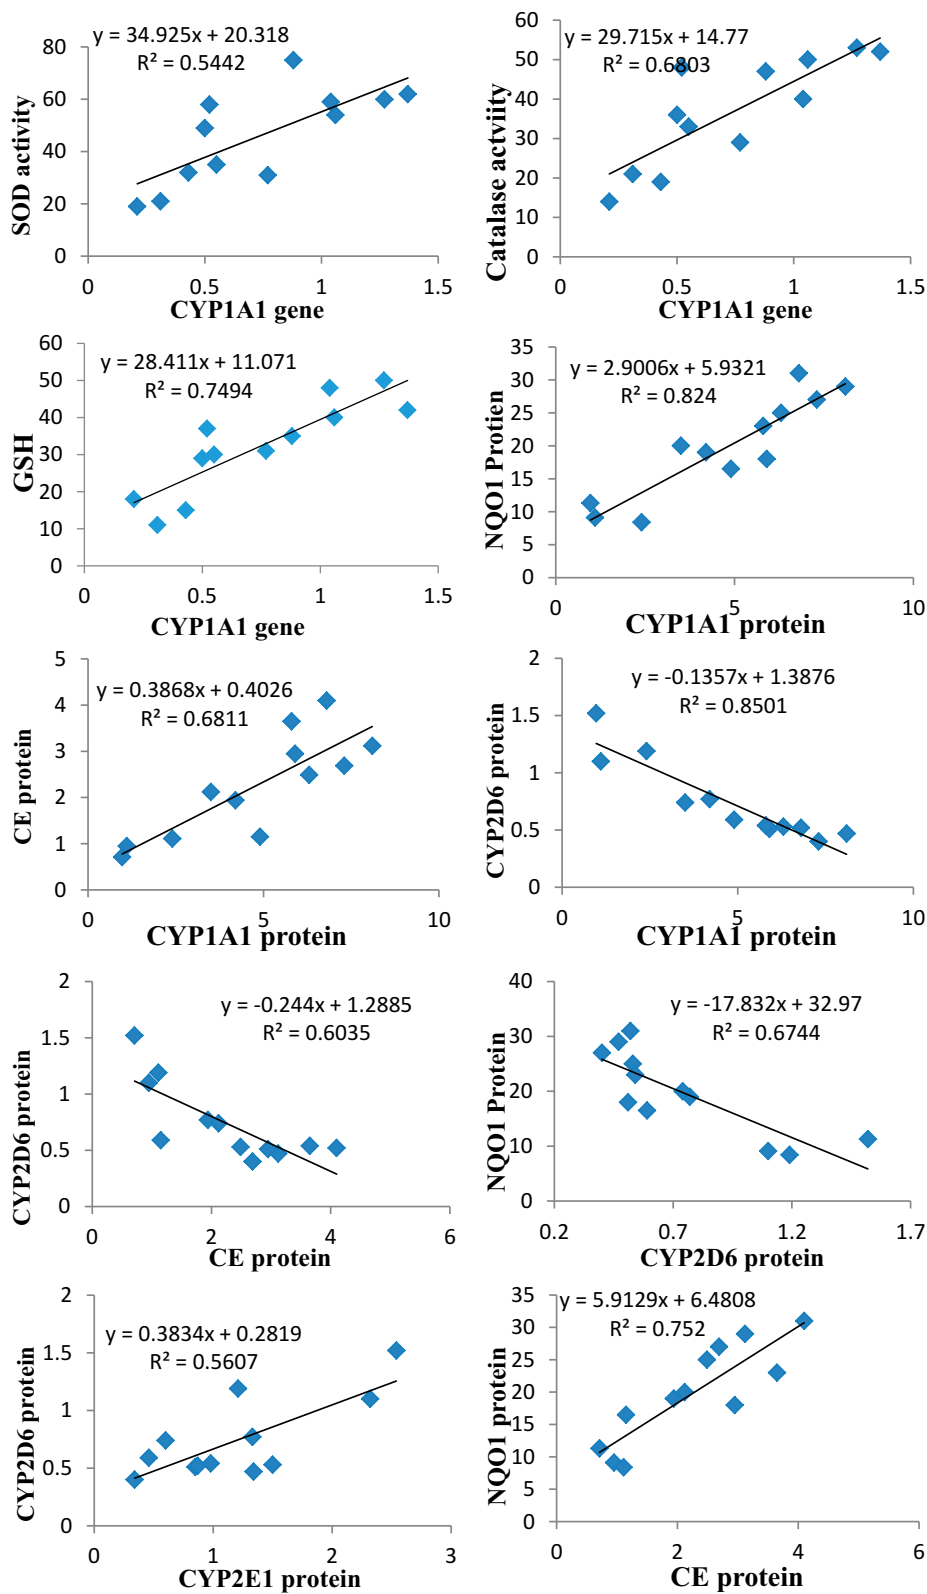 y = 34.925x + 20.318
R² = 0.5442
80
60
40
20
0
0 0.5 1 1.5
SOD activity
CYP1A1 gene
y = 29.715x + 14.77
R² = 0.6803
60
50
40
30
20
10
0
0 0.5 1 1.5
Catalase actviity
CYP1A1 gene
y = 28.411x + 11.071
R² = 0.7494
60
50
40
30
20
10
0
0 0.5 1 1.5
GSH
CYP1A1 gene
y = 2.9006x + 5.9321
R² = 0.824
35
30
25
20
15
10
5
0
0 5 10
NQO1 Protien
CYP1A1 protein
y = 0.3868x + 0.4026
R² = 0.6811
5
4
3
2
1
0
0 5 10
CE protein
CYP1A1 protein
y = -0.1357x + 1.3876
R² = 0.8501
2
1.5
1
0.5
0
0 5 10
CYP2D6 protein
CYP1A1 protein
y = -0.244x + 1.2885
R² = 0.6035
2
1.5
1
0.5
0
0 2 4 6
CYP2D6 protein
CE protein
y = -17.832x + 32.97
R² = 0.6744
40
30
20
10
0
0.2 0.7 1.2 1.7
NQO1 Protein
CYP2D6 protein
y = 0.3834x + 0.2819
R² = 0.5607
2
1.5
1
0.5
0
0 1 2 3
CYP2D6 protein
CYP2E1 protein
y = 5.9129x + 6.4808
R² = 0.752
35
30
25
20
15
10
5
0
0 2 4 6
NQO1 protein
CE protein